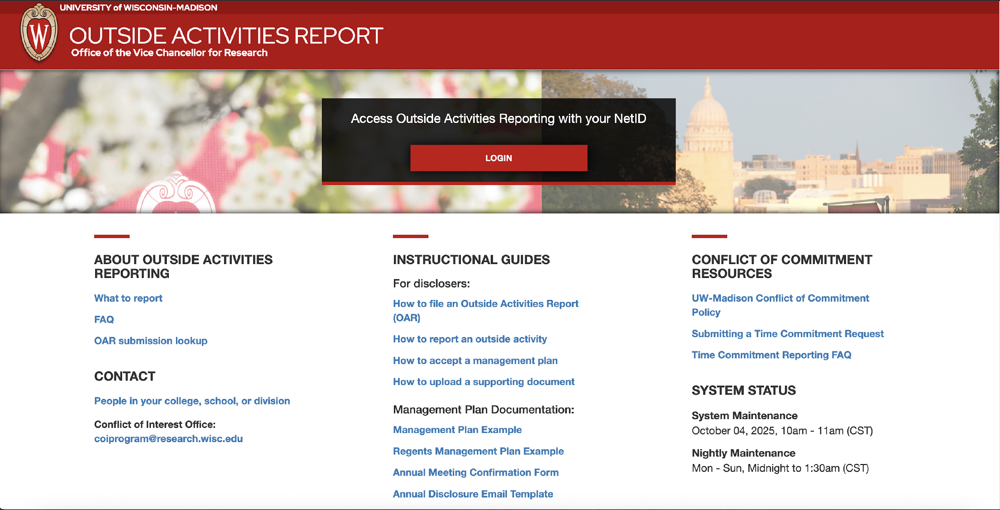 UNIVERSITY of WISCONSIN-MADISON
W
OUTSIDE ACTIVITIES REPORT
Office of the Vice Chancellor for Research
Access Outside Activities Reporting with your NetID
LOGIN
ABOUT OUTSIDE ACTIVITIES
REPORTING
What to report
FAQ
OAR submission lookup
CONTACT
People in your college, school, or division
Conflict of Interest Office:
coiprogram@research.wisc.edu
INSTRUCTIONAL GUIDES
For disclosers:
How to file an Outside Activities Report
(OAR)
How to report an outside activity
How to accept a management plan
How to upload a supporting document
Management Plan Documentation:
Management Plan Example
Regents Management Plan Example
Annual Meeting Confirmation Form
Annual Disclosure Email Template
CONFLICT OF COMMITMENT
RESOURCES
UW-Madison Conflict of Commitment
Policy
Submitting a Time Commitment Request
Time Commitment Reporting FAQ
SYSTEM STATUS
System Maintenance
October 04, 2025, 10am - 11am (CST)
Nightly Maintenance
Mon - Sun, Midnight to 1:30am (CST)